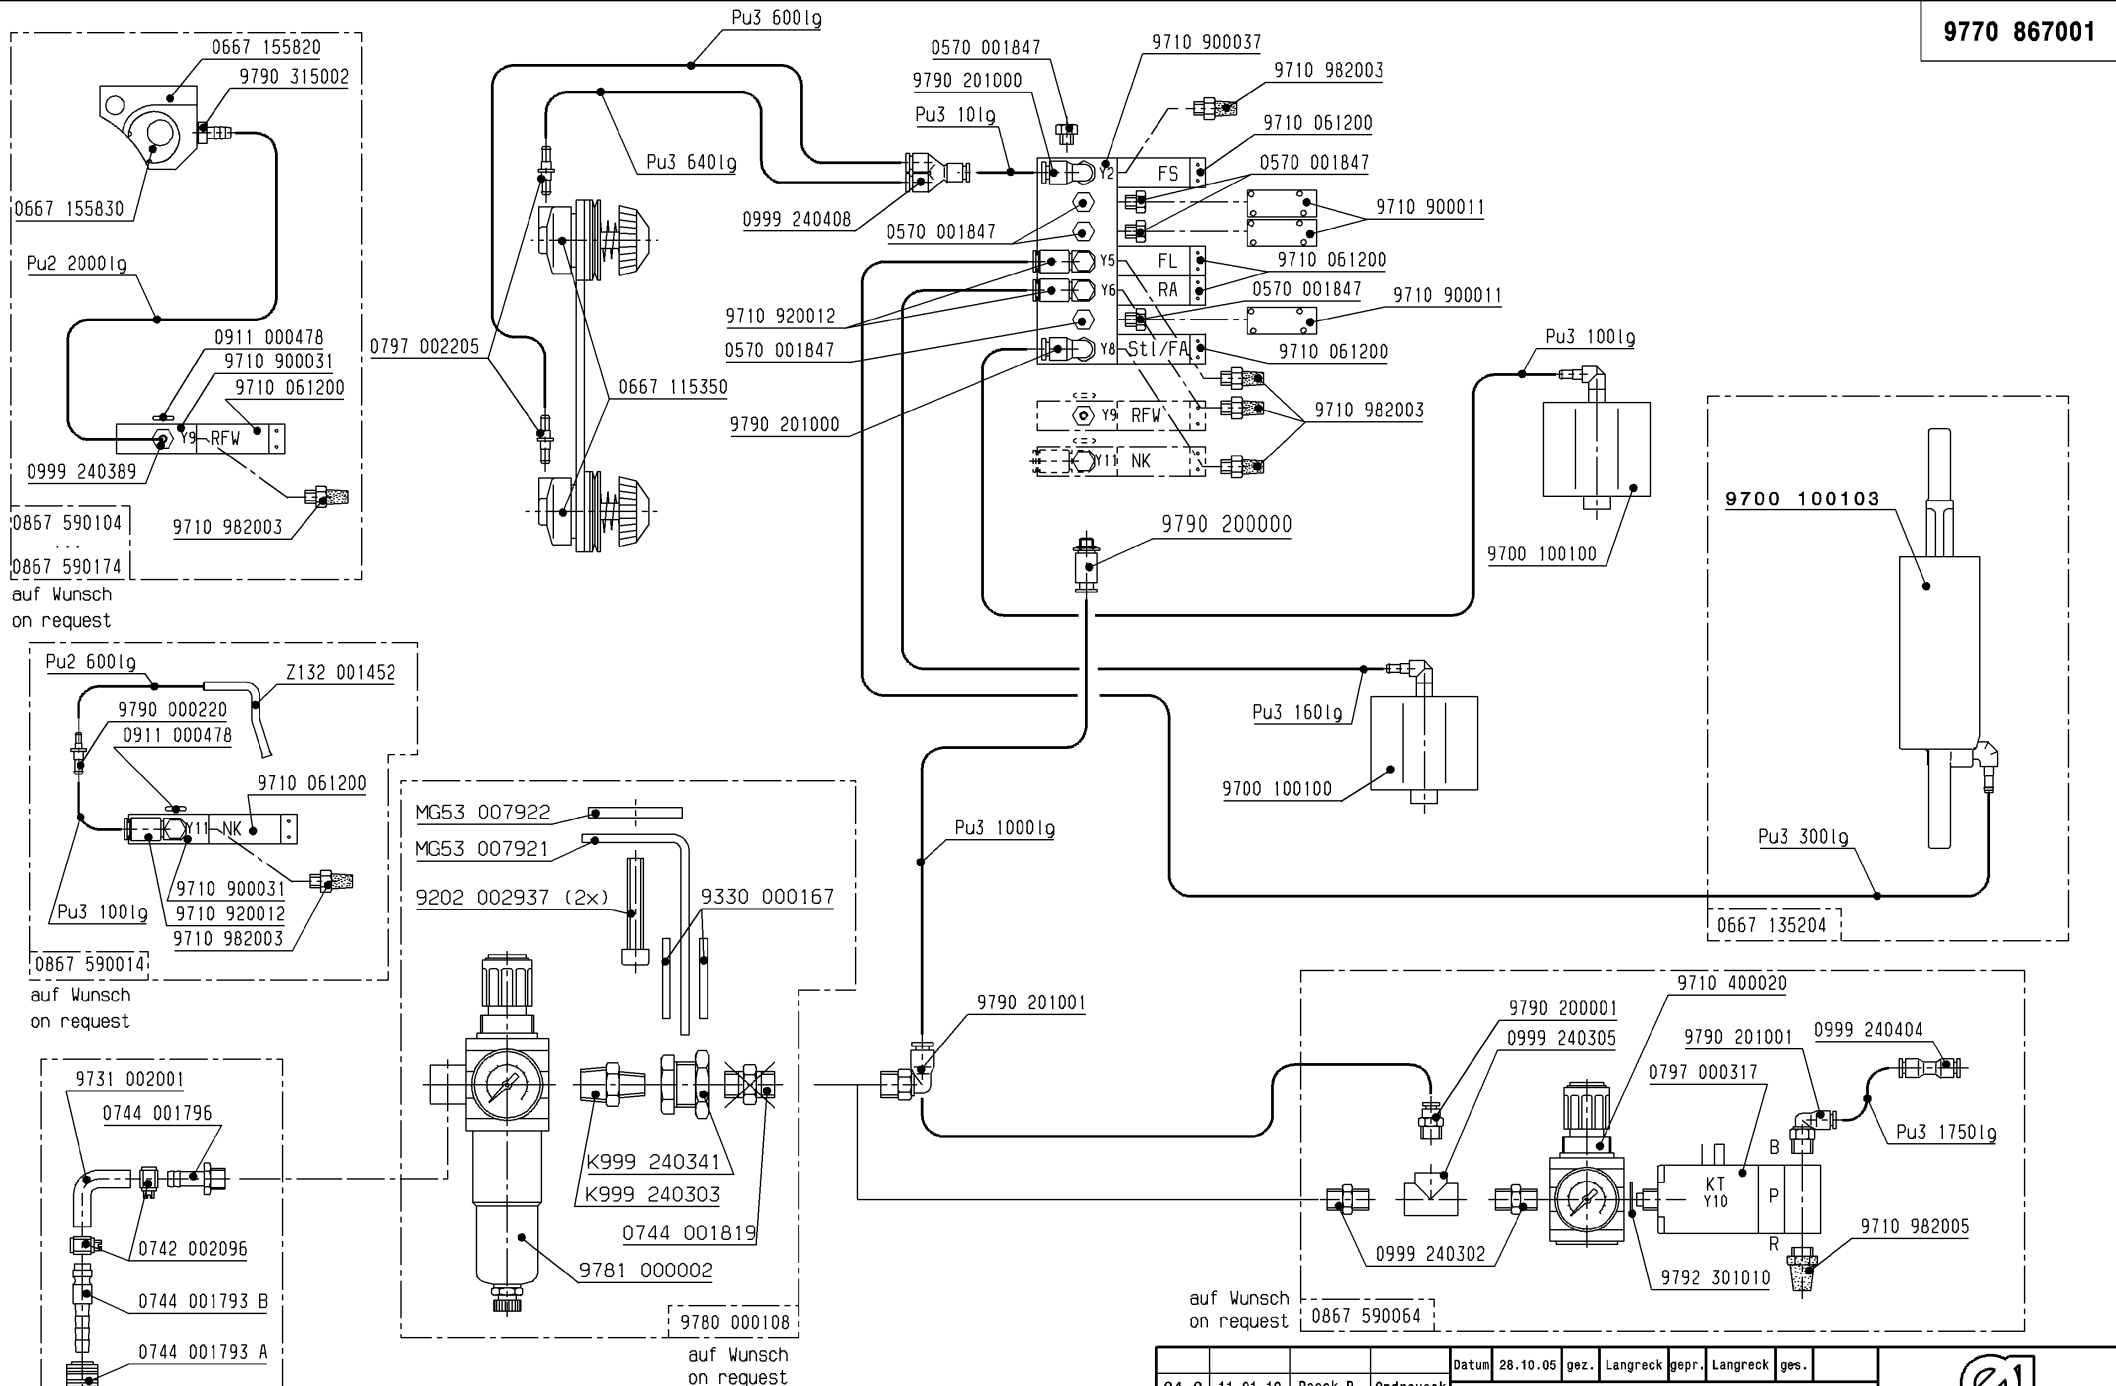 9770 867001
0667 155820
9790 315002
0667 155830
Pu2 2000lg
0911 000478
9710 900031
9710 061200
Y9 RFW
0999 240389
9710 982003
0867 590104
...
0867 590174
auf Wunsch
on request
Pu3 600lg
Pu3 640lg
0797 002205
0667 115350
0999 240408
0570 001847
9790 201000
Pu3 10lg
9710 900037
9710 982003
9710 061200
0570 001847
9710 900011
Y2 FS
0570 001847
Y5 FL
Y6 RA
9710 061200
0570 001847
9710 900011
9710 920012
0570 001847
Y8 Stl/FA
9710 061200
9790 201000
Y9 RFW
9710 982003
Y11 NK
9790 200000
Pu3 100lg
9700 100100
9700 100103
Pu3 160lg
9700 100100
Pu3 300lg
0667 135204
Pu2 600lg
Z132 001452
9790 000220
0911 000478
9710 061200
Y11 NK
9710 900031
9710 920012
9710 982003
Pu3 100lg
0867 590014
auf Wunsch
on request
MG53 007922
MG53 007921
9202 002937 (2x)
9330 000167
K999 240341
K999 240303
0744 001819
9781 000002
9780 000108
auf Wunsch
on request
Pu3 1000lg
9790 201001
9731 002001
0744 001796
0742 002096
0744 001793 B
0744 001793 A
9710 400020
9790 200001
0999 240305
9790 201001
0999 240404
0797 000317
Pu3 1750lg
B
KT
Y10
P
R
9710 982005
0999 240302
9792 301010
auf Wunsch
on request
0867 590064
Datum 28.10.05 gez. Langreck gepr. Langreck ges.